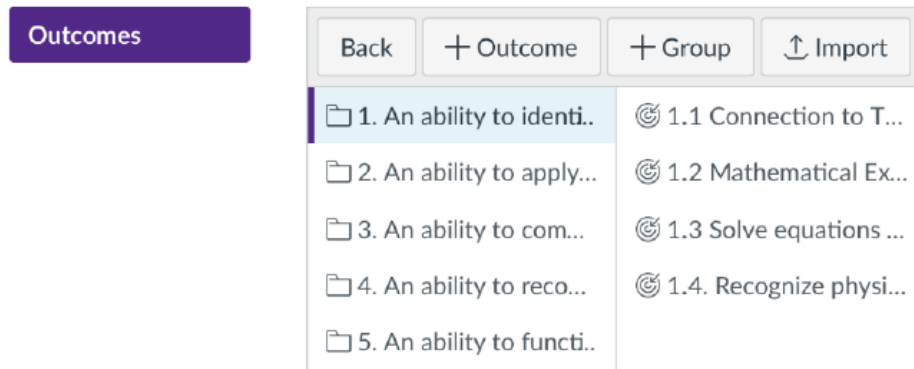 Outcomes
Back + Outcome + Group Import
1. An ability to identi..
1.1 Connection to T...
2. An ability to apply...
1.2 Mathematical Ex...
3. An ability to com...
1.3 Solve equations ...
4. An ability to reco...
1.4. Recognize physi...
5. An ability to functi..